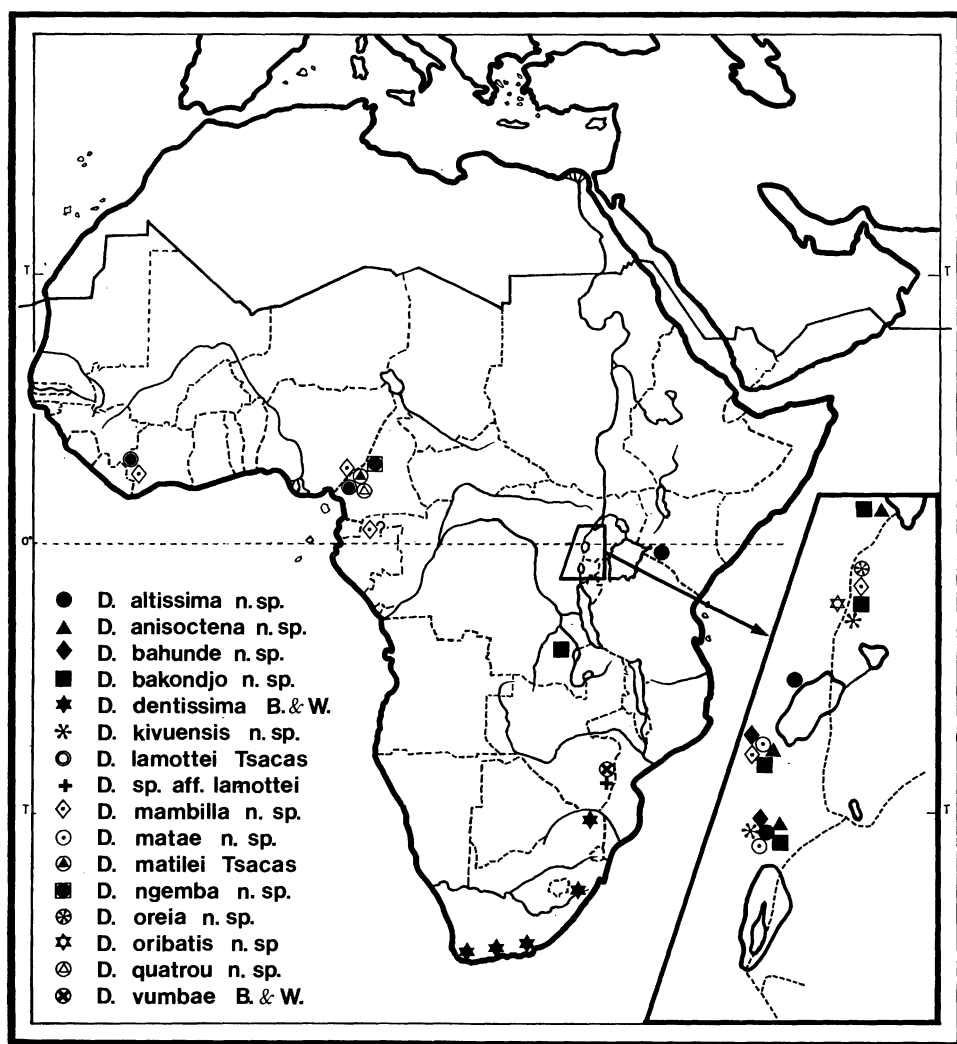 T
T
?
0°
D. altissima n. sp.
D. anisoctena n. sp.
D. bahunde n. sp.
D. bakondjo n. sp.
D. dentissima B. & W.
D. kivuensis n. sp.
D. lamottei Tsacas
D. sp. aff. lamottei
D. mambilla n. sp.
D. matae n. sp.
D. matilei Tsacas
D. ngemba n. sp.
D. oreia n. sp.
D. oribatis n. sp
D. quatrou n. sp.
D. vumbae B. & W.
T
T